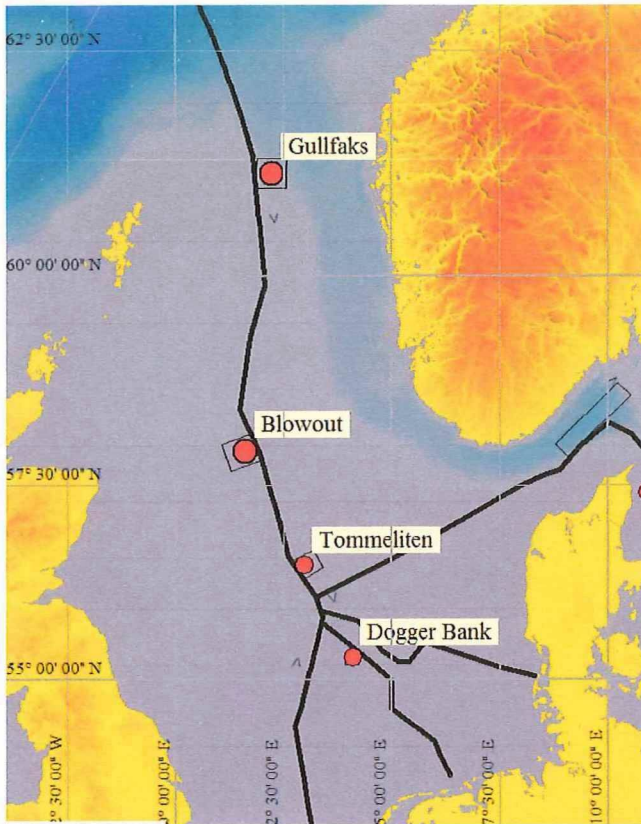 62° 30' 00" N
Gullfaks
60° 00' 00" N
Blowout
57° 30' 00" N
Tommeliten
Dogger Bank
55° 00' 00" N
2° 30' 00" W
0° 00' 00" E
2° 30' 00" E
5° 00' 00" E
7° 30' 00" E
10° 00' 00" E